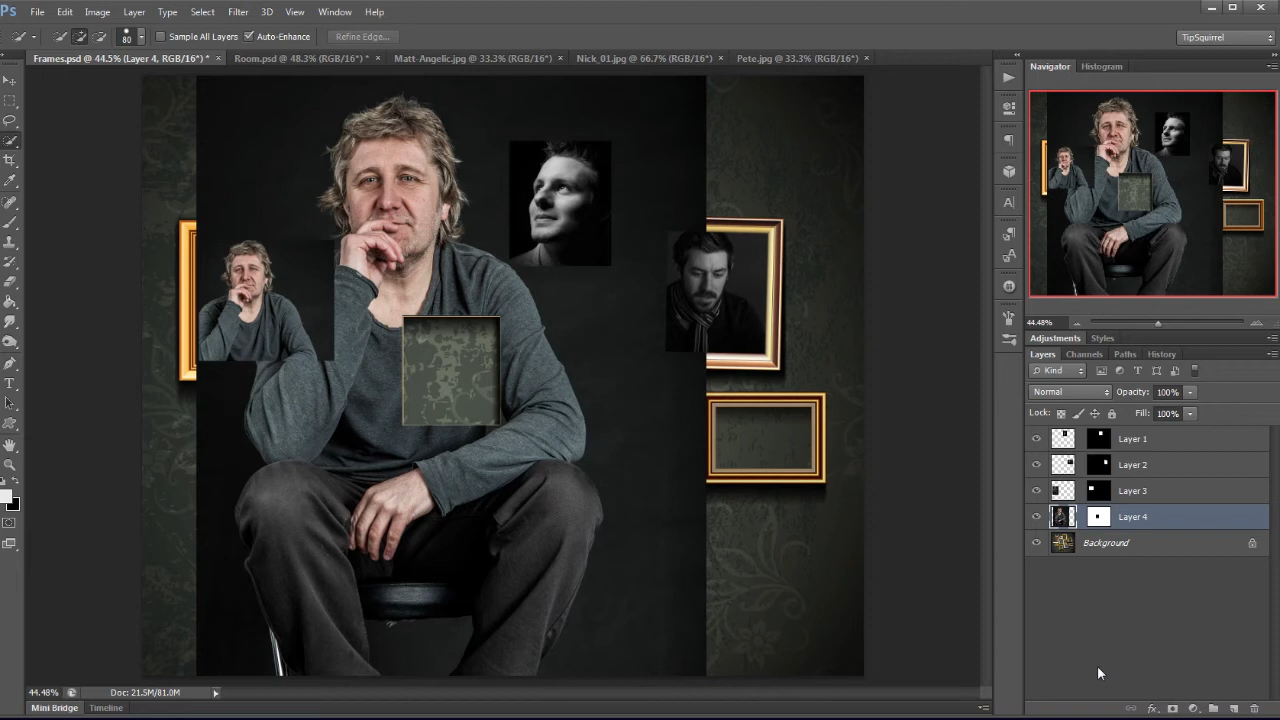 Ps File Edit Image Layer Type Select Filter 3D View Window Help
80 Sample All Layers Auto-Enhance Refine Edge... TipSquirrel
Frames.psd @ 44.5% (Layer 4, RGB/16*) * × Room.psd @ 48.3%(RGB/16*) * × Matt-Angelic.jpg @ 33.3% (RGB/16*) × Nick_01.jpg @ 66.7% (RGB/16*) × Pete.jpg @ 33.3% (RGB/16*) ×
Navigator Histogram
44.48%
Adjustments Styles
Layers Channels Paths History
Kind
Normal Opacity: 100%
Lock: Fill: 100%
Layer 1
Layer 2
Layer 3
Layer 4
Background
44.48% Doc: 21.5M/81.0M
Mini Bridge Timeline